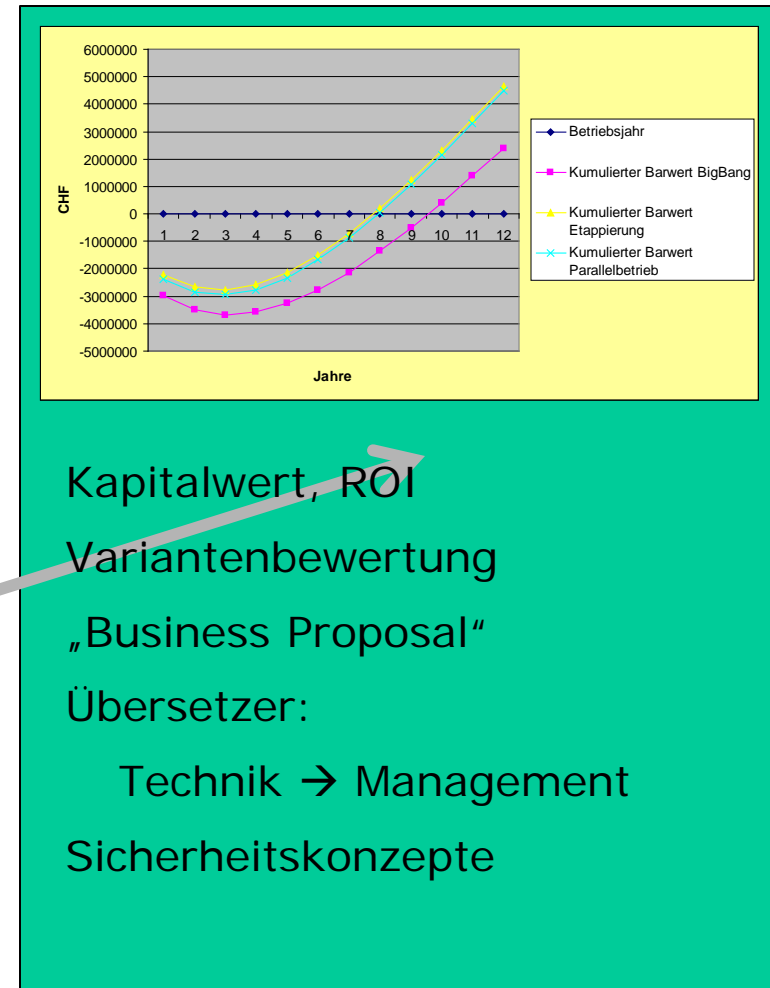 6000000
5000000
4000000
3000000
2000000
1000000
0
-1000000
-2000000
-3000000
-4000000
-5000000
CHF
1 2 3 4 5 6 7 8 9 10 11 12
Jahre
Betriebsjahr
Kumulierter Barwert BigBang
Kumulierter Barwert
Etappierung
Kumulierter Barwert
Parallelbetrieb
Kapitalwert, ROI
Variantenbewertung
„Business Proposal“
Übersetzer:
Technik → Management
Sicherheitskonzepte